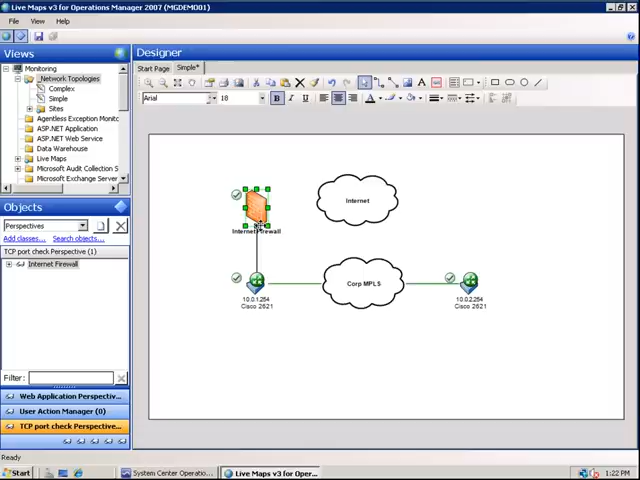 Live Maps v3 for Operations Manager 2007 (MGDEMO01)
File View Help
Views
Monitoring
_Network Topologies
Complex
Simple
Sites
Agentless Exception Monito
ASP.NET Application
ASP.NET Web Service
Data Warehouse
Live Maps
Microsoft Audit Collection S
Microsoft Exchange Server
Objects
Perspectives
Add classes... Search objects...
TCP port check Perspective (1)
Internet Firewall
Filter:
Web Application Perspectiv...
User Action Manager (0)
TCP port check Perspective...
Designer
Start Page Simple*
Arial 10
B I U A
Internet Firewall
Internet
10.0.1.254
Cisco 2621
Corp MPLS
10.0.2.254
Cisco 2621
Ready
Start System Center Operatio... Live Maps v3 for Oper... 1:22 PM